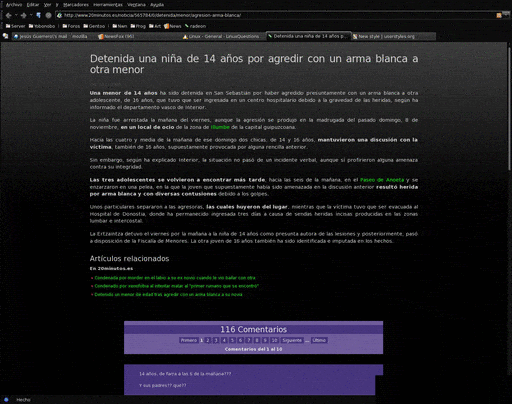 Archivo Editar Ver Ir Marcadores Herramientas Ventana Ayuda
http://www.20minutos.es/noticia/565784/0/detenida/menor/agresion-arma-blanca/
Server Yobonobo Foros Gentoo Nwn Prog Art News radeon
NewsFox (96) Linux - General - LinuxQuestions Detenida una niña de 14 años por a New style | userstyles.org
Detenida una niña de 14 años por agredir con un arma blanca a
otra menor
Una menor de 14 años ha sido detenida en San Sebastián por haber agredido presuntamente con un arma blanca a otra
adolescente, de 16 años, que tuvo que ser ingresada en un centro hospitalario debido a la gravedad de las heridas, según ha
informado el departamento vasco de Interior.
La niña fue arrestada la mañana del viernes, aunque la agresión se produjo en la madrugada del pasado domingo, 8 de
noviembre, en un local de ocio de la zona de Illumbe de la capital guipuzcoana.
Hacia las cuatro y media de la mañana de ese domingo dos chicas, de 14 y 16 años, mantuvieron una discusión con la
víctima, también de 16 años, supuestamente provocada por alguna rencilla anterior.
Sin embargo, según ha explicado Interior, la situación no pasó de un incidente verbal, aunque sí profirieron alguna amenaza
contra su integridad.
Las tres adolescentes se volvieron a encontrar más tarde, hacia las seis de la mañana, en el Paseo de Anoeta y se
enzarzaron en una pelea, en la que la joven que supuestamente había sido amenazada en la discusión anterior resultó herida
por arma blanca y con diversas contusiones debido a los golpes.
Unos particulares separaron a las agresoras, las cuales huyeron del lugar, mientras que la víctima tuvo que ser evacuada al
Hospital de Donostia, donde ha permanecido ingresada tres días a causa de sendas heridas incisas producidas en las zonas
lumbar e intercostal.
La Ertzaintza detuvo el viernes por la mañana a la niña de 14 años como presunta autora de las lesiones y posteriormente, pasó
a disposición de la Fiscalía de Menores. La otra joven de 16 años también ha sido identificada e imputada en los hechos.
Artículos relacionados
En 20minutos.es
Condenada por morder en el labio a su ex novio cuando le vio bailar con otra
Condenado por xenofobia al intentar matar al "primer rumano que se encontró"
Detenido un menor de edad tras agredir con un arma blanca a su novia
116 Comentarios
Primero 1 2 3 4 5 6 7 8 9 10 Siguiente ... Último
Comentarios del 1 al 10
14 años, de farra a las 6 de la mañana???
Y sus padres?? qué??
Hecho